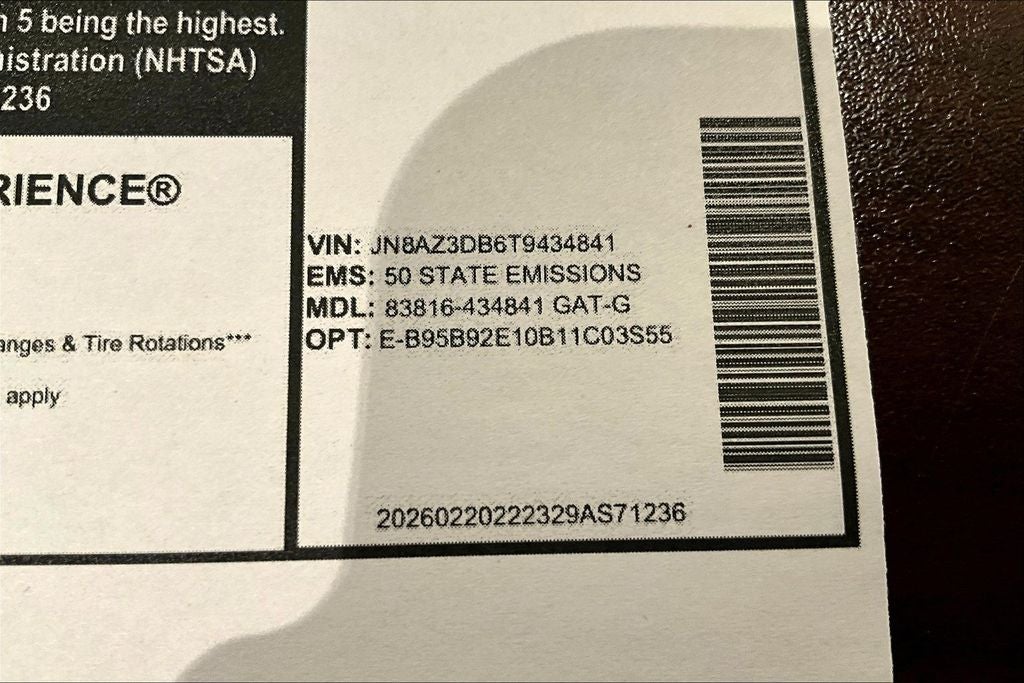 n 5 being the highest.
istration (NHTSA)
236
RIENCE®
VIN: JN8AZ3DB6T9434841
EMS: 50 STATE EMISSIONS
MDL: 83816-434841 GAT-G
OPT: E-B95B92E10B11C03S55
anges & Tire Rotations***
apply
20260220222329AS71236